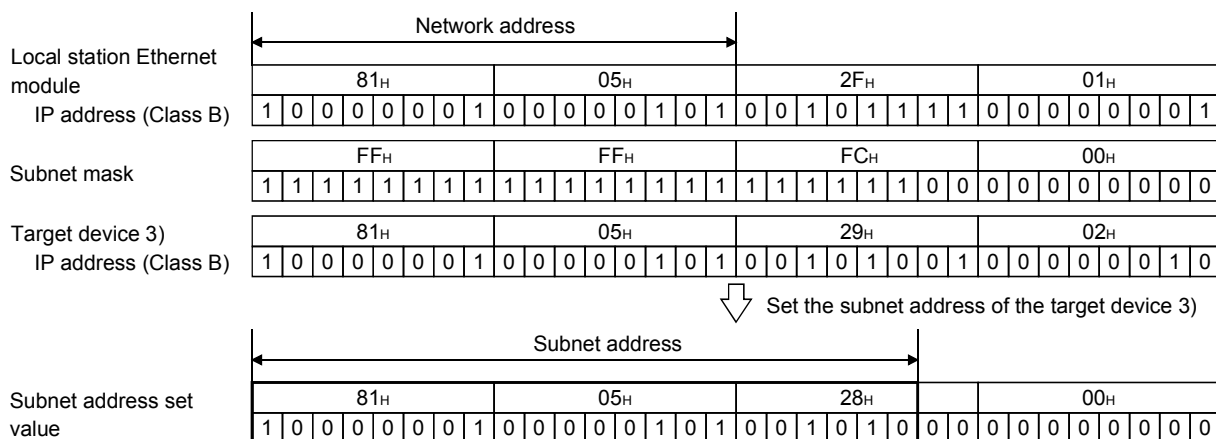 Network address
Local station Ethernet
module
81H 05H 2FH 01H
IP address (Class B) 1 0 0 0 0 0 0 1 0 0 0 0 0 1 0 1 0 0 1 0 1 1 1 1 0 0 0 0 0 0 0 1
FFH FFH FCH 00H
Subnet mask 1 1 1 1 1 1 1 1 1 1 1 1 1 1 1 1 1 1 1 1 1 1 0 0 0 0 0 0 0 0 0 0
Target device 3) 81H 05H 29H 02H
IP address (Class B) 1 0 0 0 0 0 0 1 0 0 0 0 0 1 0 1 0 0 1 0 1 0 0 1 0 0 0 0 0 0 1 0
Set the subnet address of the target device 3)
Subnet address
Subnet address set 81H 05H 28H 00H
value 1 0 0 0 0 0 0 1 0 0 0 0 0 1 0 1 0 0 1 0 1 0 0 0 0 0 0 0 0 0 0 0